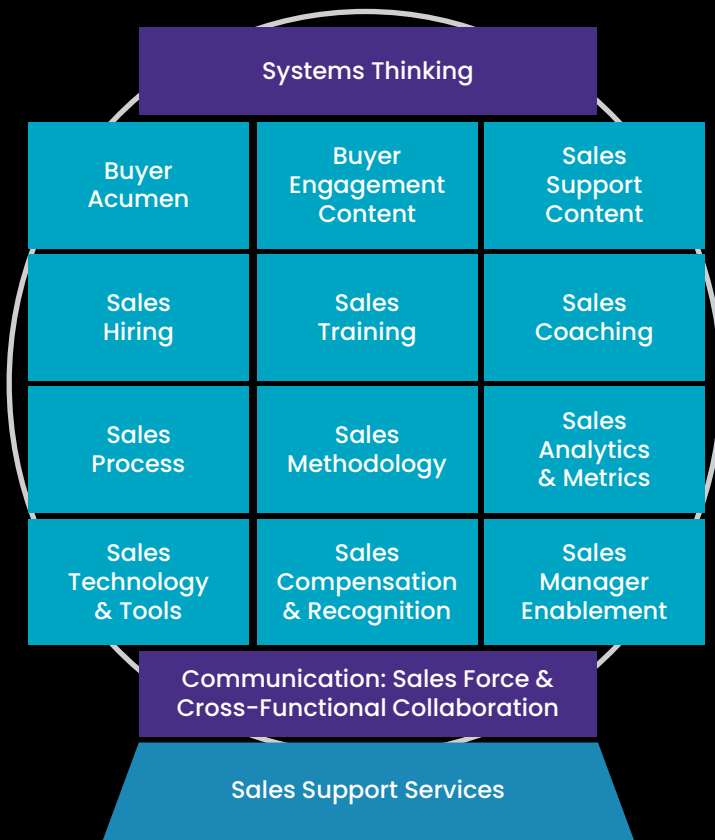 Systems Thinking
Buyer
Acumen
Buyer
Engagement
Content
Sales
Support
Content
Sales
Hiring
Sales
Training
Sales
Coaching
Sales
Process
Sales
Methodology
Sales
Analytics
& Metrics
Sales
Technology
& Tools
Sales
Compensation
& Recognition
Sales
Manager
Enablement
Communication: Sales Force &
Cross-Functional Collaboration
Sales Support Services